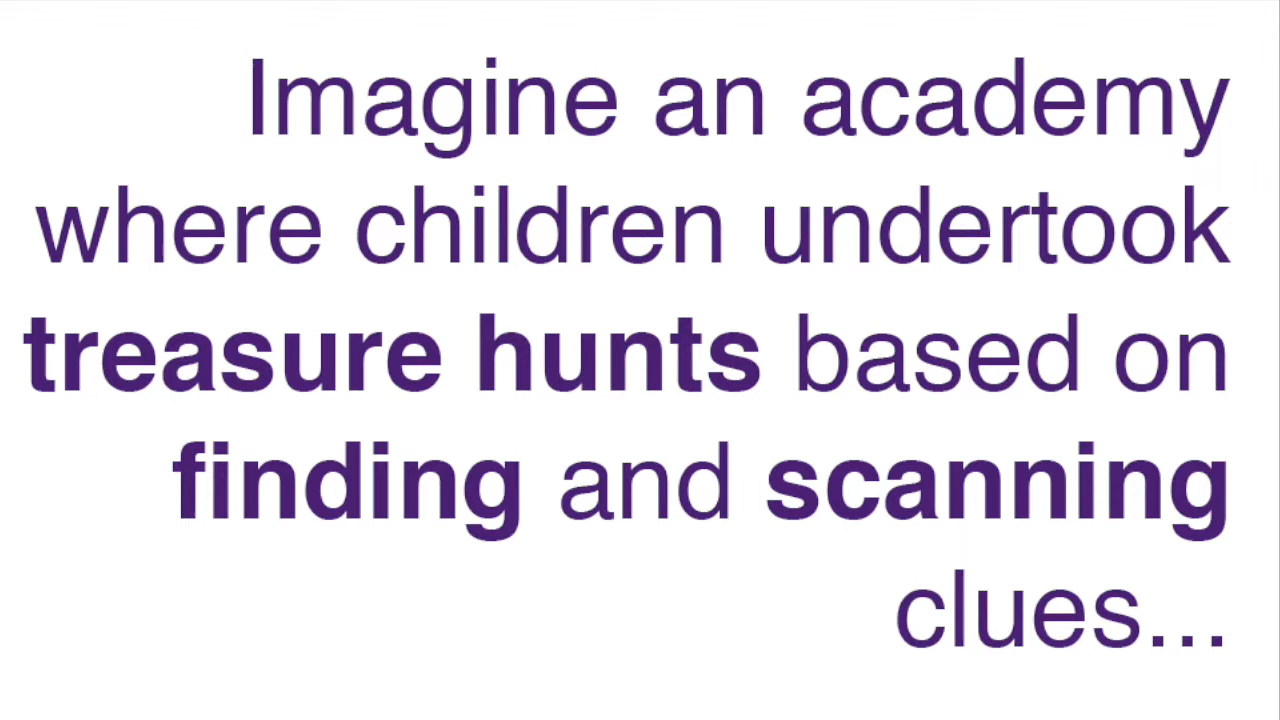 Imagine an academy
where children undertook
treasure hunts based on
finding and scanning
clues...